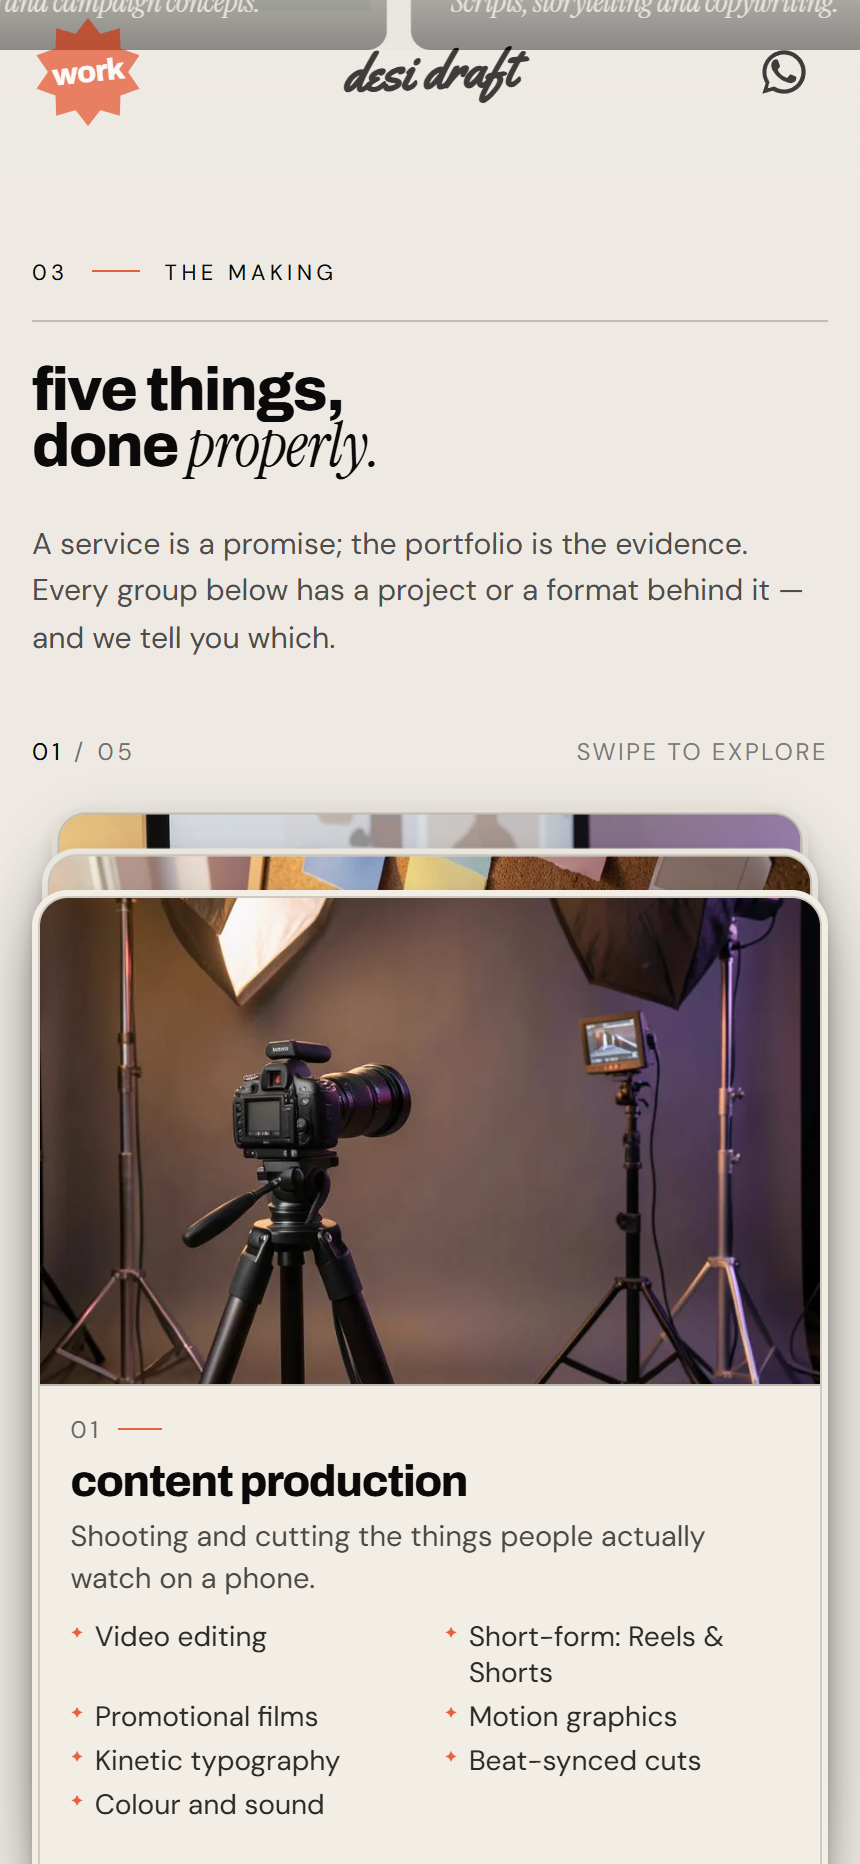 and campaign concepts.
Scripts, storytelling and copywriting.
work
desi draft
03 THE MAKING
five things,
done properly.
A service is a promise; the portfolio is the evidence.
Every group below has a project or a format behind it —
and we tell you which.
01 / 05
SWIPE TO EXPLORE
01
content production
Shooting and cutting the things people actually
watch on a phone.
Video editing
Short-form: Reels &
Shorts
Promotional films
Motion graphics
Kinetic typography
Beat-synced cuts
Colour and sound